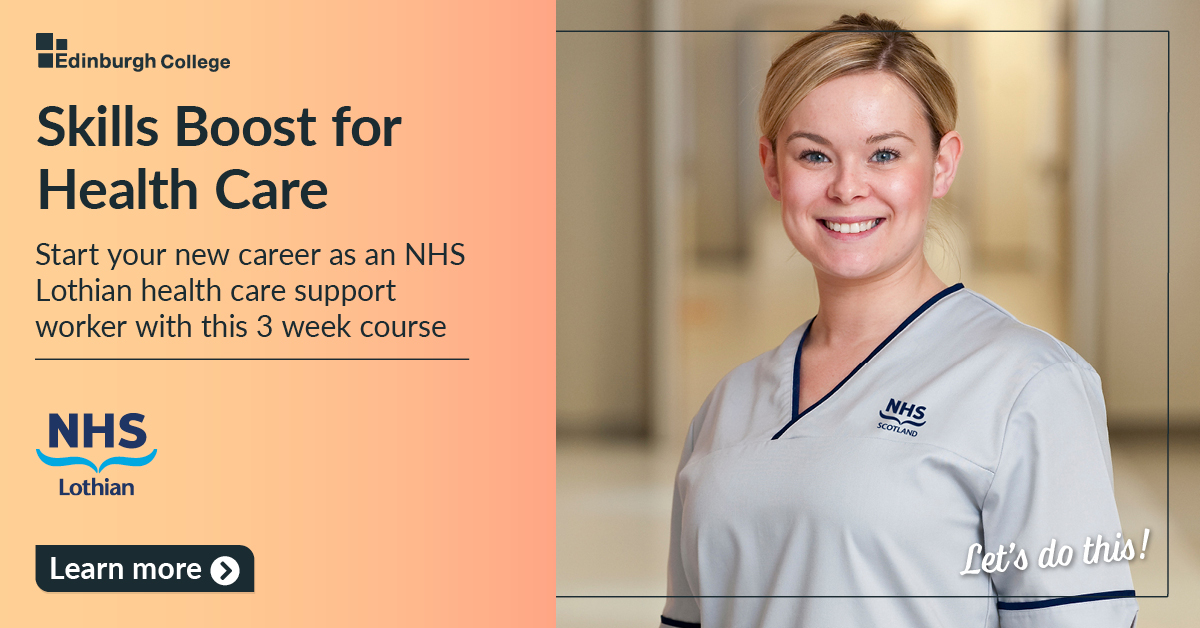 Edinburgh College
Skills Boost for
Health Care
Start your new career as an NHS
Lothian health care support
worker with this 3 week course
NHS
Lothian
Learn more
NHS
SCOTLAND
Let's do this!